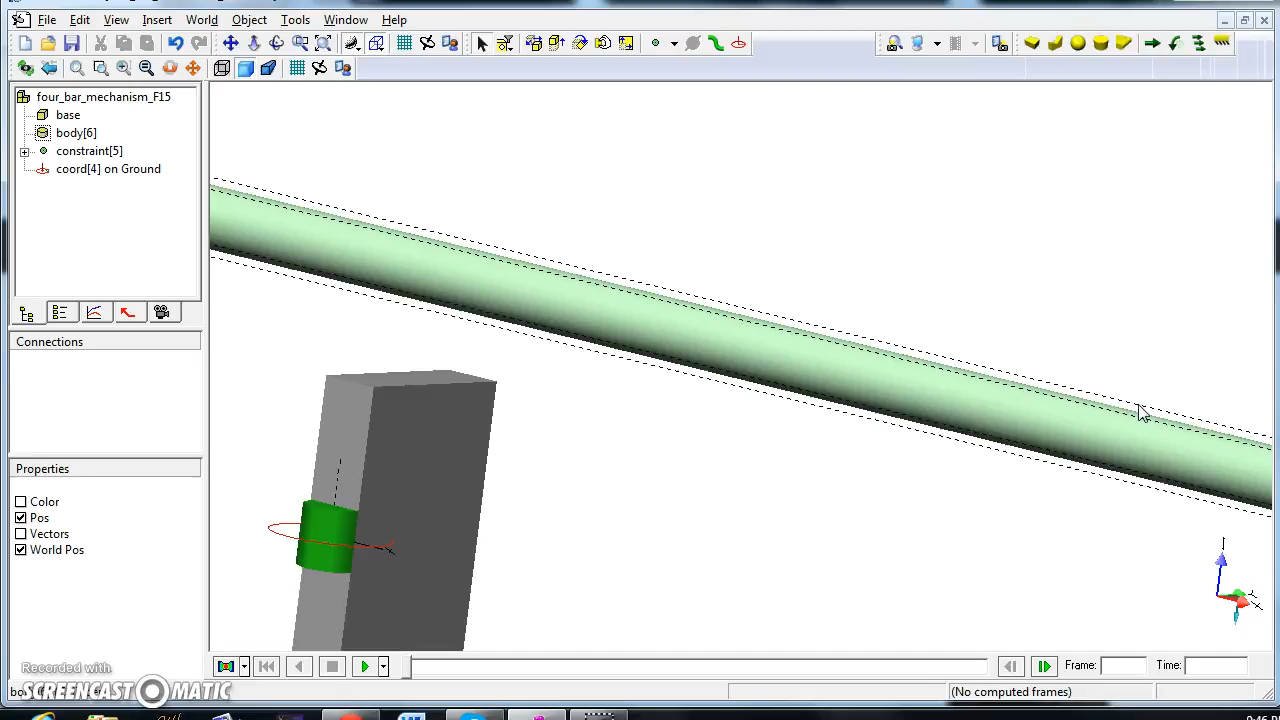 File Edit View Insert World Object Tools Window Help
four_bar_mechanism_F15
base
body[6]
constraint[5]
coord[4] on Ground
Connections
Properties
Color
Pos
Vectors
World Pos
Frame:
Time:
Recorded with
SCREENCAST MATIC
(No computed frames)